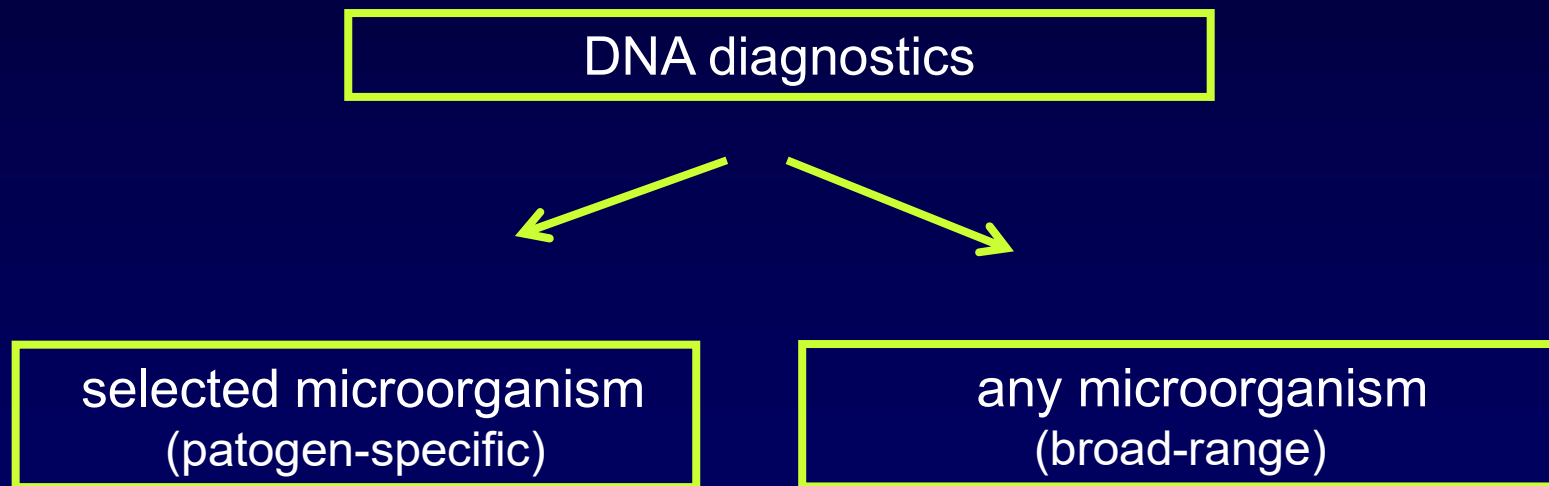 DNA diagnostics
selected microorganism
(patogen-specific)
any microorganism
(broad-range)